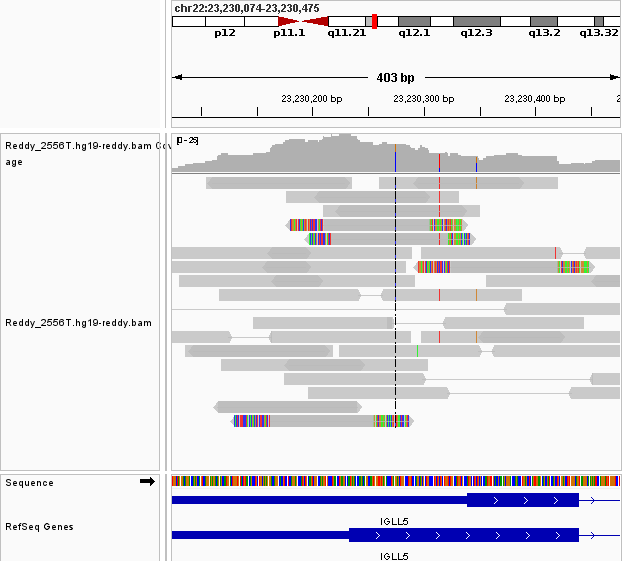 chr22:23,230,074-23,230,475
p12 p11.1 q11.21 q12.1 q12.3 q13.2 q13.32
403 bp
23,230,200 bp 23,230,300 bp 23,230,400 bp 2
[0-25]
Reddy_2556T.hg19-reddy.bam Cov
age
Reddy_2556T.hg19-reddy.bam
Sequence
IGLL5
RefSeq Genes
IGLL5